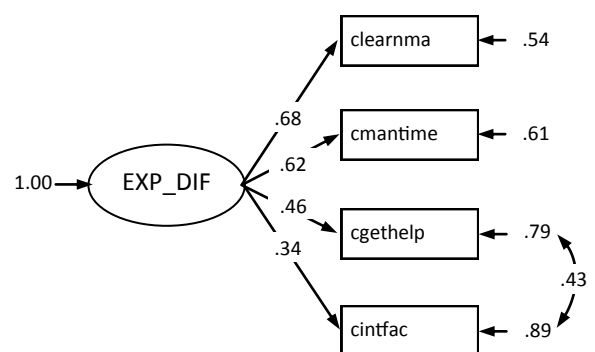 clearnma
.54
.68
cmantime
.61
.62
1.00
EXP_DIF
.46
cgethelp
.79
.34
.43
cintfac
.89